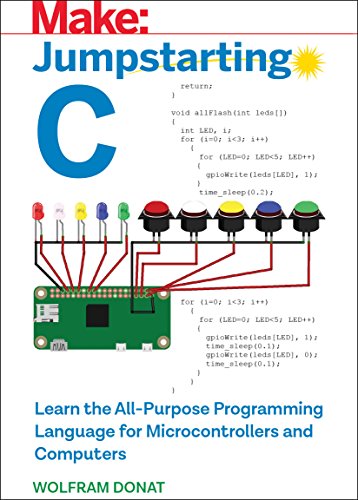 Make:
Jumpstarting
C
return;
}
void allFlash(int leds[])
{
int LED, i;
for (i=0; i<3; i++)
{
for (LED=0; LED<5; LED++)
{
gpioWrite(leds[LED], 1);
}
time_sleep(0.2);
for (i=0; i<3; i++)
{
for (LED=0; LED<5; LED++)
{
gpioWrite(leds[LED], 1);
time_sleep(0.1);
gpioWrite(leds[LED], 0);
time_sleep(0.1);
}
Learn the All-Purpose Programming
Language for Microcontrollers and
Computers
WOLFRAM DONAT